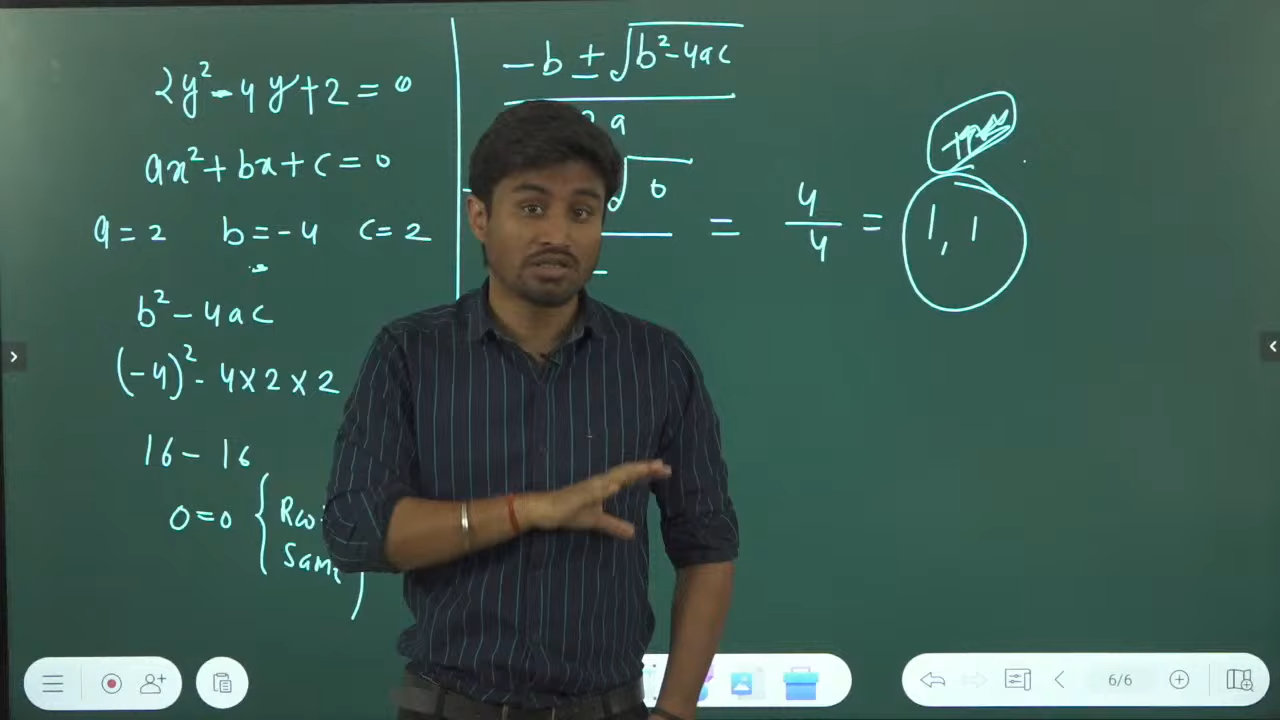 2y² - 4y + 2 = 0
ax² + bx + c = 0
a = 2 b = - 4 c = 2
b² - 4ac
(-4)² - 4 × 2 × 2
16 - 16
0 = 0 {
Same
-b ± √b² - 4ac
a
√0
= 4/4 = 1, 1
6/6